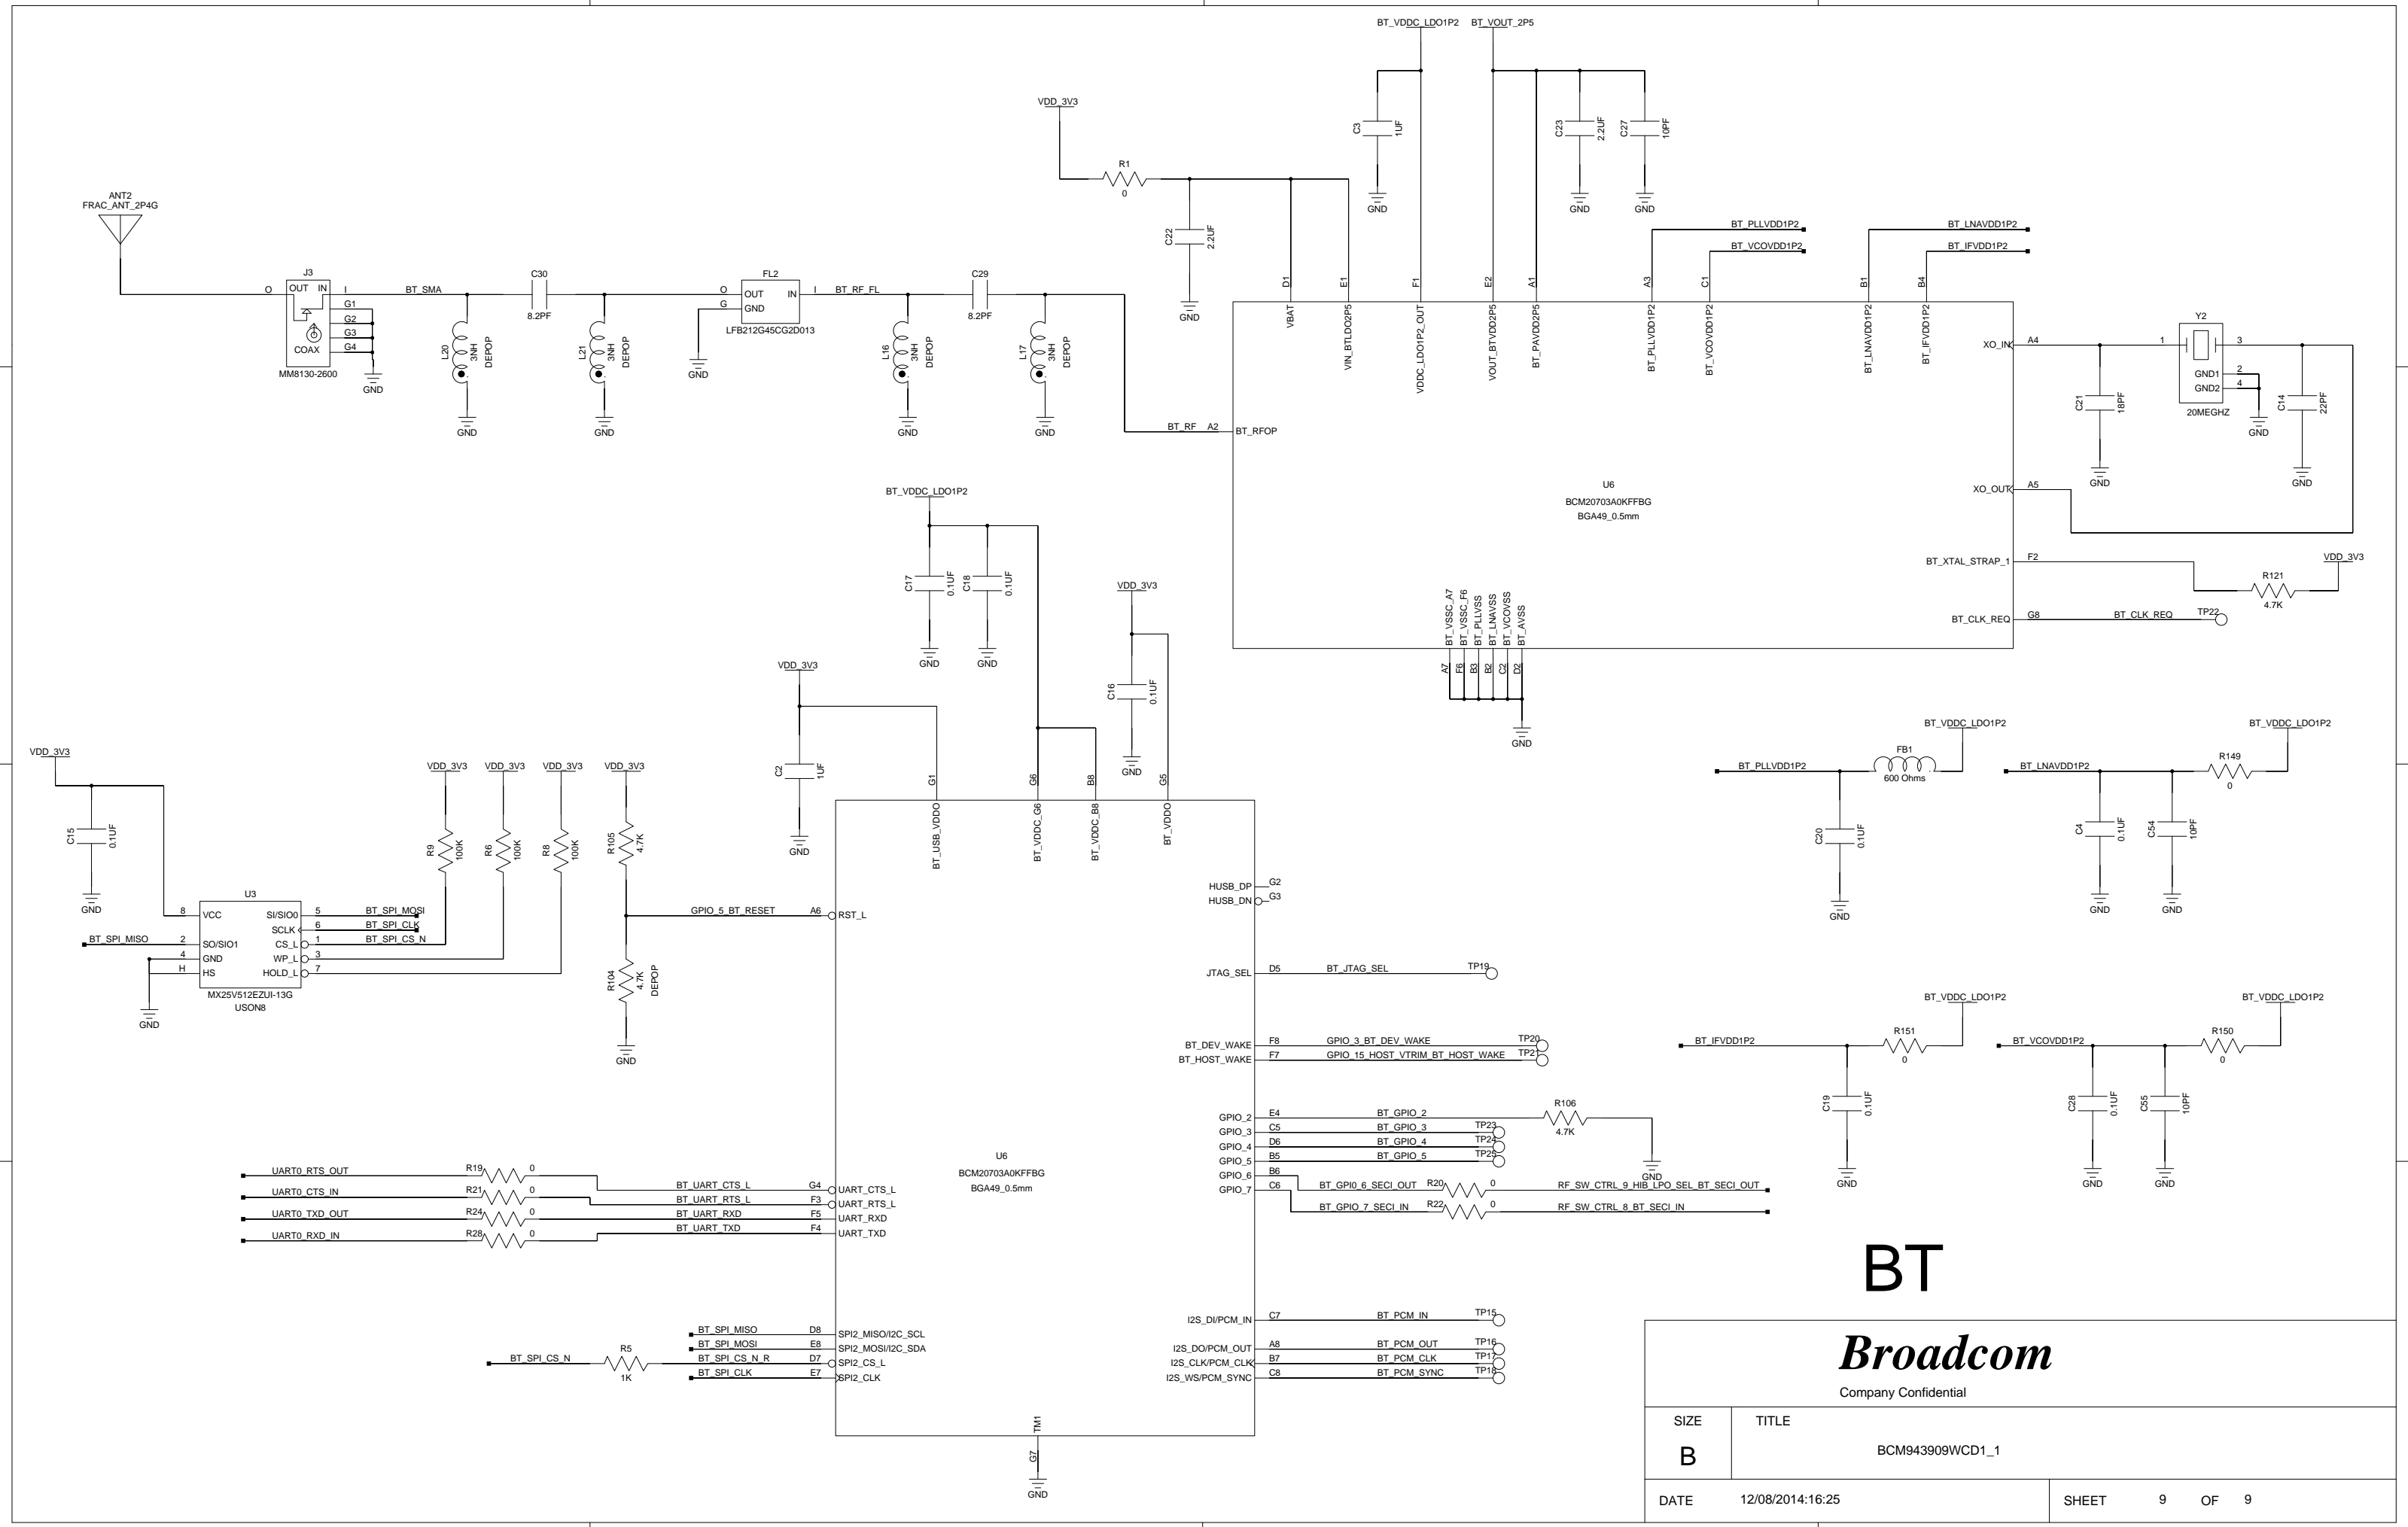 BT_VDDC_LDO1P2
BT_VOUT_2P5
VDD_3V3
C3
1UF
GND
C23
2.2UF
GND
C27
10PF
GND
R1
0
C22
2.2UF
GND
ANT2
FRAC_ANT_2P4G
J3
O
OUT
IN
I
BT_SMA
G1
G2
G3
G4
COAX
MM8130-2600
GND
L20
3NH
DEPOP
GND
C30
8.2PF
L21
3NH
DEPOP
GND
FL2
O
OUT
IN
I
G
GND
LFB212G45CG2D013
GND
BT_RF_FL
L16
3NH
DEPOP
GND
C29
8.2PF
L17
3NH
DEPOP
GND
BT_PLLVDD1P2
BT_VCOVDD1P2
BT_LNAVDD1P2
BT_IFVDD1P2
D1
E1
F1
E2
A1
A3
C1
B1
B4
VBAT
VIN_BTLDO2P5
VDDC_LDO1P2_OUT
VOUT_BTVDD2P5
BT_PAVDD2P5
BT_PLLVDD1P2
BT_VCOVDD1P2
BT_LNAVDD1P2
BT_IFVDD1P2
BT_RF
A2
BT_RFOP
U6
BCM20703A0KFFBG
BGA49_0.5mm
XO_IN
A4
XO_OUT
A5
BT_XTAL_STRAP_1
F2
BT_CLK_REQ
G8
BT_CLK_REQ
TP22
Y2
1
3
GND1
2
GND2
4
20MEGHZ
GND
C21
18PF
GND
C14
22PF
GND
VDD_3V3
R121
4.7K
BT_VSSC_A7
BT_VSSC_F6
BT_PLLVSS
BT_LNAVSS
BT_VCOVSS
BT_AVSS
A7
F6
B3
B2
C2
D2
GND
BT_VDDC_LDO1P2
C17
0.1UF
GND
C18
0.1UF
GND
VDD_3V3
C16
0.1UF
GND
VDD_3V3
C2
1UF
GND
VDD_3V3
C15
0.1UF
GND
VDD_3V3
VDD_3V3
VDD_3V3
VDD_3V3
R9
100K
R6
100K
R8
100K
R105
4.7K
U3
8
VCC
SI/SIO0
5
BT_SPI_MOSI
SCLK
6
BT_SPI_CLK
BT_SPI_MISO
2
SO/SIO1
CS_L
1
BT_SPI_CS_N
4
GND
WP_L
3
H
HS
HOLD_L
7
MX25V512EZUI-13G
USON8
GND
R104
4.7K
DEPOP
GND
GPIO_5_BT_RESET
A6
RST_L
G1
G6
B8
G5
BT_USB_VDDO
BT_VDDC_G6
BT_VDDC_B8
BT_VDDO
HUSB_DP
G2
HUSB_DN
G3
JTAG_SEL
D5
BT_JTAG_SEL
TP19
BT_DEV_WAKE
F8
GPIO_3_BT_DEV_WAKE
TP20
BT_HOST_WAKE
F7
GPIO_15_HOST_VTRIM_BT_HOST_WAKE
TP21
GPIO_2
E4
BT_GPIO_2
R106
4.7K
GND
GPIO_3
C5
BT_GPIO_3
TP23
GPIO_4
D6
BT_GPIO_4
TP24
GPIO_5
B5
BT_GPIO_5
TP25
GPIO_6
B6
GPIO_7
C6
BT_GPI0_6_SECI_OUT
R20
0
RF_SW_CTRL_9_HIB_LPO_SEL_BT_SECI_OUT
BT_GPIO_7_SECI_IN
R22
0
RF_SW_CTRL_8_BT_SECI_IN
U6
BCM20703A0KFFBG
BGA49_0.5mm
UART0_RTS_OUT
R19
0
BT_UART_CTS_L
G4
UART_CTS_L
UART0_CTS_IN
R21
0
BT_UART_RTS_L
F3
UART_RTS_L
UART0_TXD_OUT
R24
0
BT_UART_RXD
F5
UART_RXD
UART0_RXD_IN
R28
0
BT_UART_TXD
F4
UART_TXD
BT_SPI_MISO
D8
SPI2_MISO/I2C_SCL
BT_SPI_MOSI
E8
SPI2_MOSI/I2C_SDA
BT_SPI_CS_N
R5
1K
BT_SPI_CS_N_R
D7
SPI2_CS_L
BT_SPI_CLK
E7
SPI2_CLK
I2S_DI/PCM_IN
C7
BT_PCM_IN
TP15
I2S_DO/PCM_OUT
A8
BT_PCM_OUT
TP16
I2S_CLK/PCM_CLK
B7
BT_PCM_CLK
TP17
I2S_WS/PCM_SYNC
C8
BT_PCM_SYNC
TP18
TM1
G7
GND
BT_VDDC_LDO1P2
BT_PLLVDD1P2
FB1
600 Ohms
C20
0.1UF
GND
BT_VDDC_LDO1P2
BT_LNAVDD1P2
R149
0
C4
0.1UF
GND
C54
10PF
GND
BT_VDDC_LDO1P2
BT_IFVDD1P2
R151
0
C19
0.1UF
GND
BT_VDDC_LDO1P2
BT_VCOVDD1P2
R150
0
C28
0.1UF
GND
C55
10PF
GND
BT
Broadcom
Company Confidential
SIZE
B
TITLE
BCM943909WCD1_1
DATE
12/08/2014:16:25
SHEET 9 OF 9